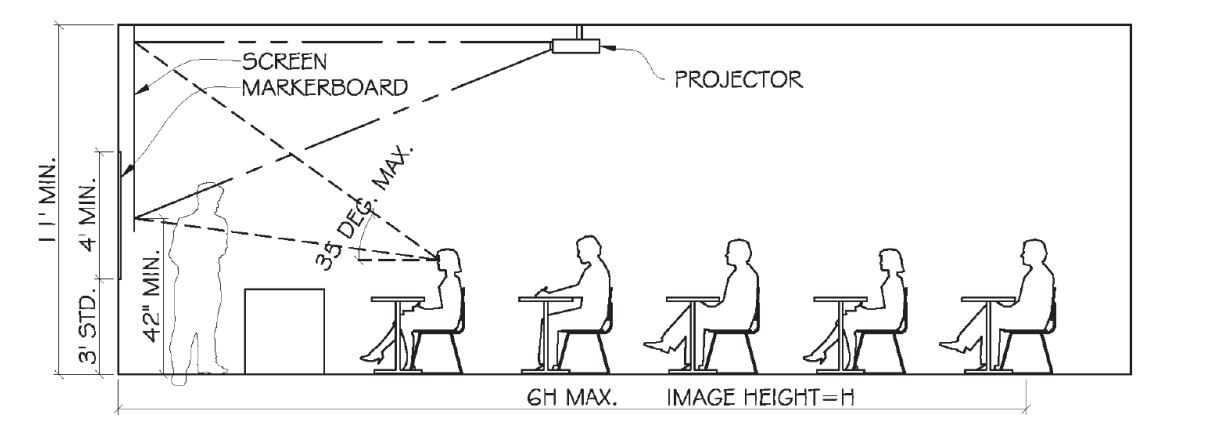 SCREEN
MARKERBOARD
PROJECTOR
11' MIN.
4' MIN.
3' STD.
42" MIN.
35 DEG. MAX.
6H MAX. IMAGE HEIGHT=H